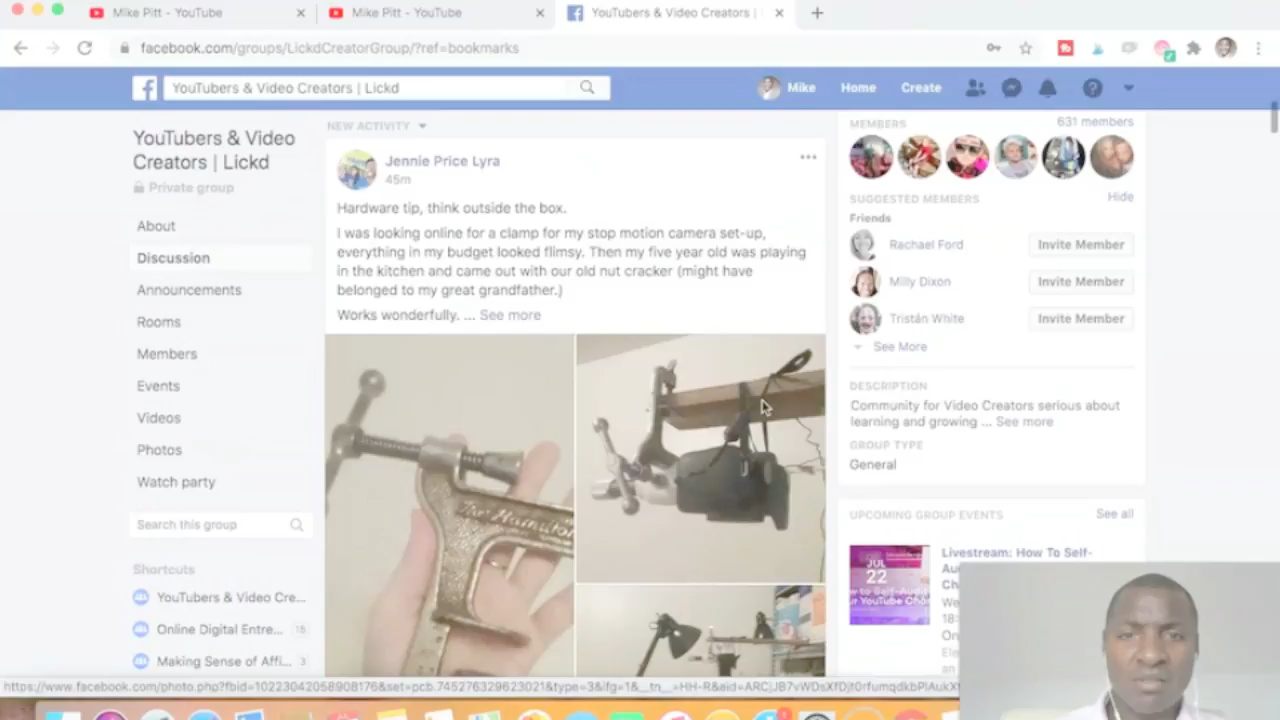 Mike Pitt - YouTube
Mike Pitt - YouTube
YouTubers & Video Creators |
facebook.com/groups/LickdCreatorGroup/?ref=bookmarks
YouTubers & Video Creators | Lickd
Mike
Home
Create
YouTubers & Video
Creators | Lickd
Private group
About
Discussion
Announcements
Rooms
Members
Events
Videos
Photos
Watch party
Search this group
Shortcuts
YouTubers & Video Cre...
Online Digital Entre... 15
Making Sense of Affi... 3
NEW ACTIVITY
Jennie Price Lyra
45m
Hardware tip, think outside the box.
I was looking online for a clamp for my stop motion camera set-up,
everything in my budget looked flimsy. Then my five year old was playing
in the kitchen and came out with our old nut cracker (might have
belonged to my great grandfather.)
Works wonderfully. ... See more
The Hamilton
MEMBERS
631 members
SUGGESTED MEMBERS
Hide
Friends
Rachael Ford
Invite Member
Milly Dixon
Invite Member
Tristán White
Invite Member
See More
DESCRIPTION
Community for Video Creators serious about
learning and growing ... See more
GROUP TYPE
General
UPCOMING GROUP EVENTS
See all
JUL
22
Livestream: How To Self-